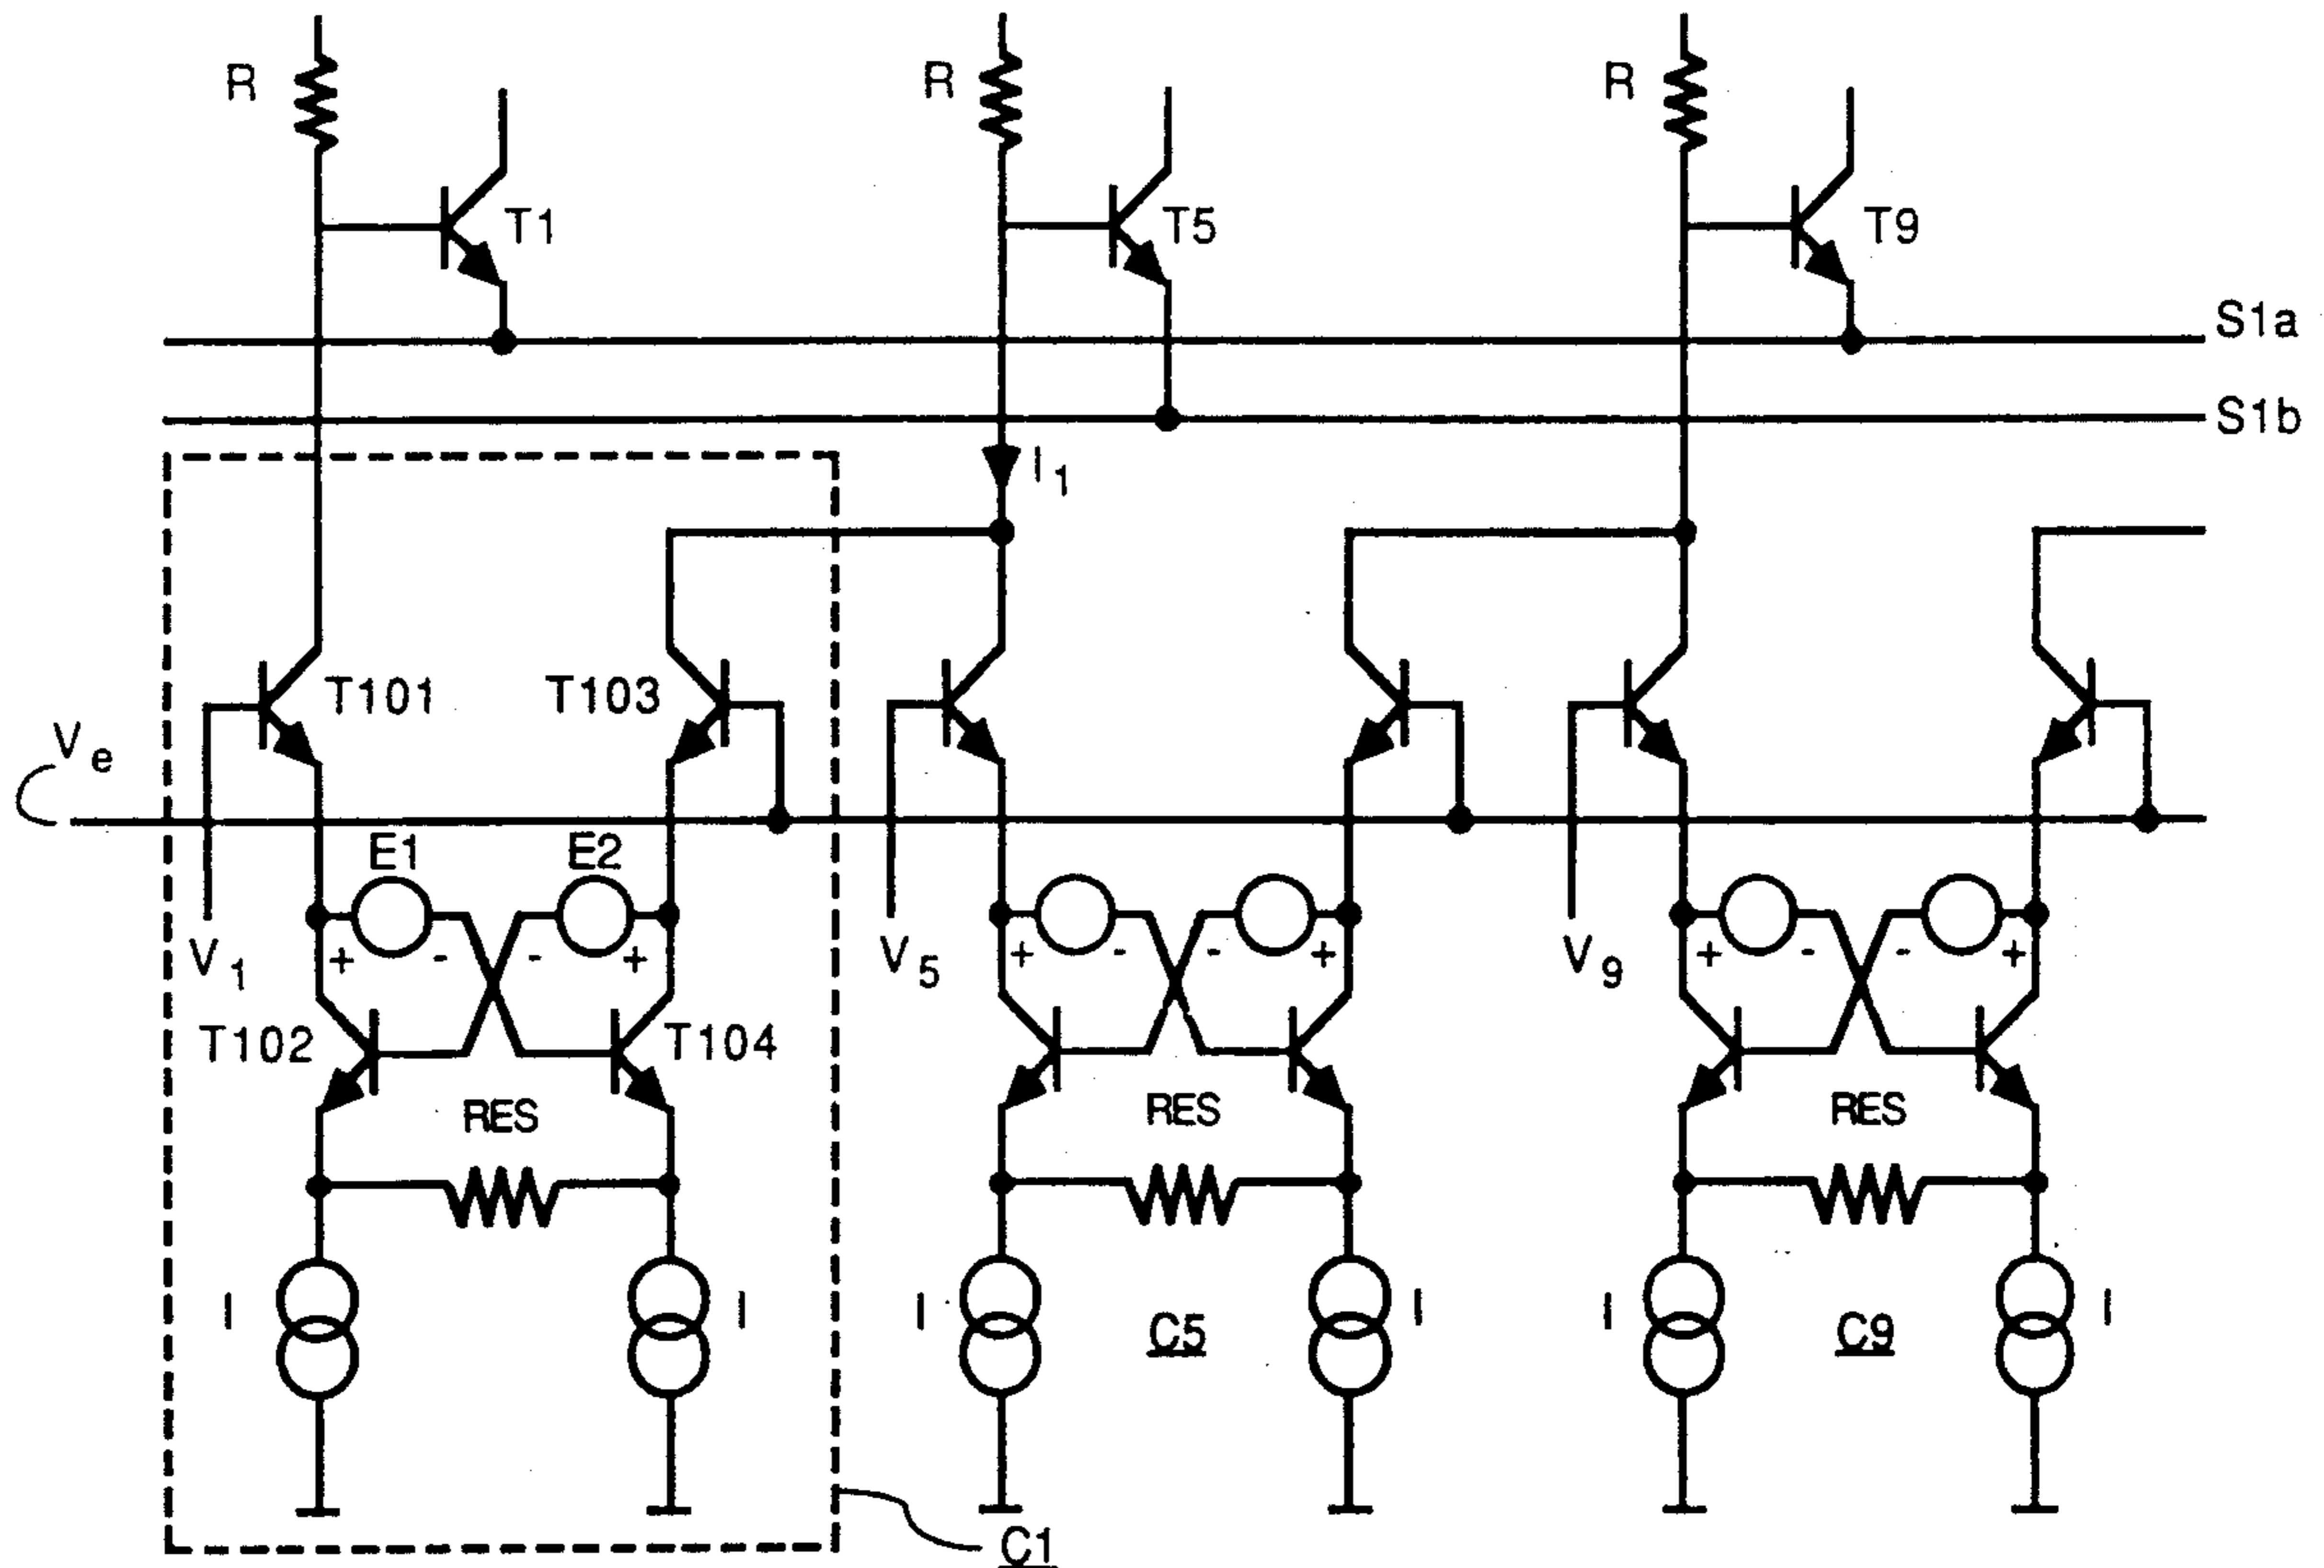 R R R
T1 T5 T9
S1a
S1b
I1
T101 T103
Ve
E1 E2
+ - - + + - - + + - - +
V1 V5 V9
T102 T104
RES RES RES
I I I I I I
C5 C9
C1